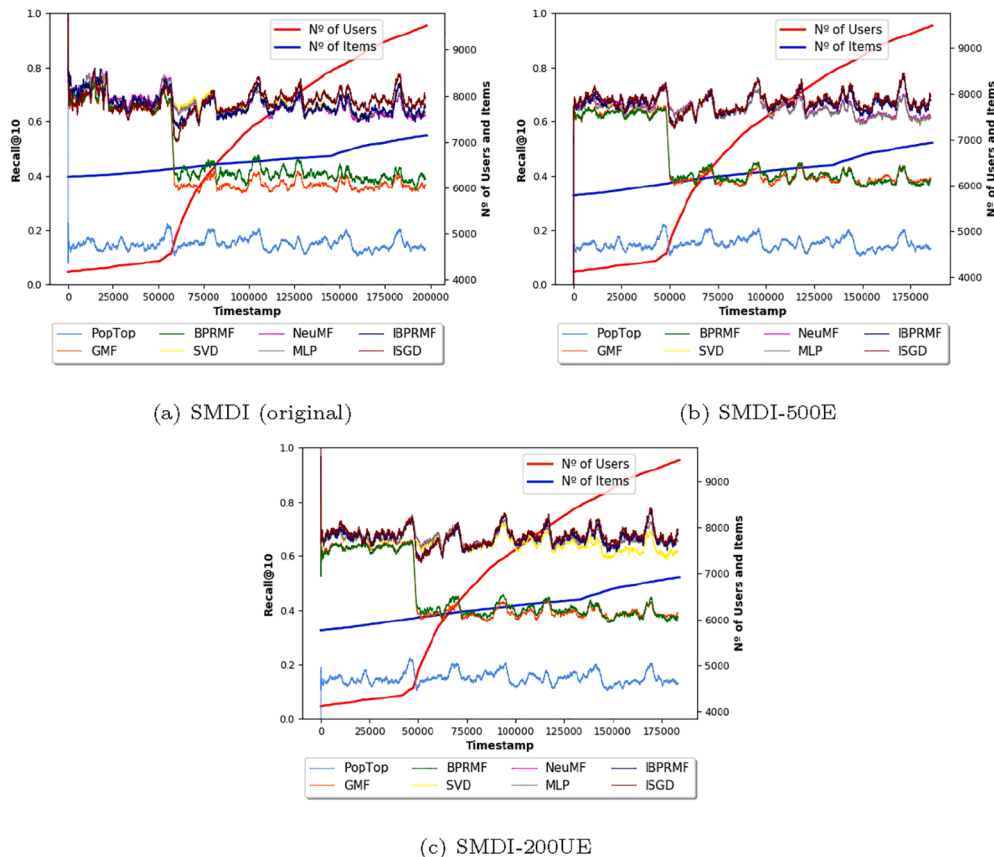 Nº of Users
Nº of Items
Recall@10
1.0
0.8
0.6
0.4
0.2
0.0
9000
8000
7000
6000
5000
4000
Nº of Users and Items
0 25000 50000 75000 100000 125000 150000 175000 200000
Timestamp
PopTop BPRMF NeuMF IBPRMF
GMF SVD MLP ISGD
(a) SMDI (original)
Nº of Users
Nº of Items
Recall@10
1.0
0.8
0.6
0.4
0.2
0.0
9000
8000
7000
6000
5000
4000
Nº of Users and Items
0 25000 50000 75000 100000 125000 150000 175000
Timestamp
PopTop BPRMF NeuMF IBPRMF
GMF SVD MLP ISGD
(b) SMDI-500E
Nº of Users
Nº of Items
Recall@10
1.0
0.8
0.6
0.4
0.2
0.0
9000
8000
7000
6000
5000
4000
Nº of Users and Items
0 25000 50000 75000 100000 125000 150000 175000
Timestamp
PopTop BPRMF NeuMF IBPRMF
GMF SVD MLP ISGD
(c) SMDI-200UE